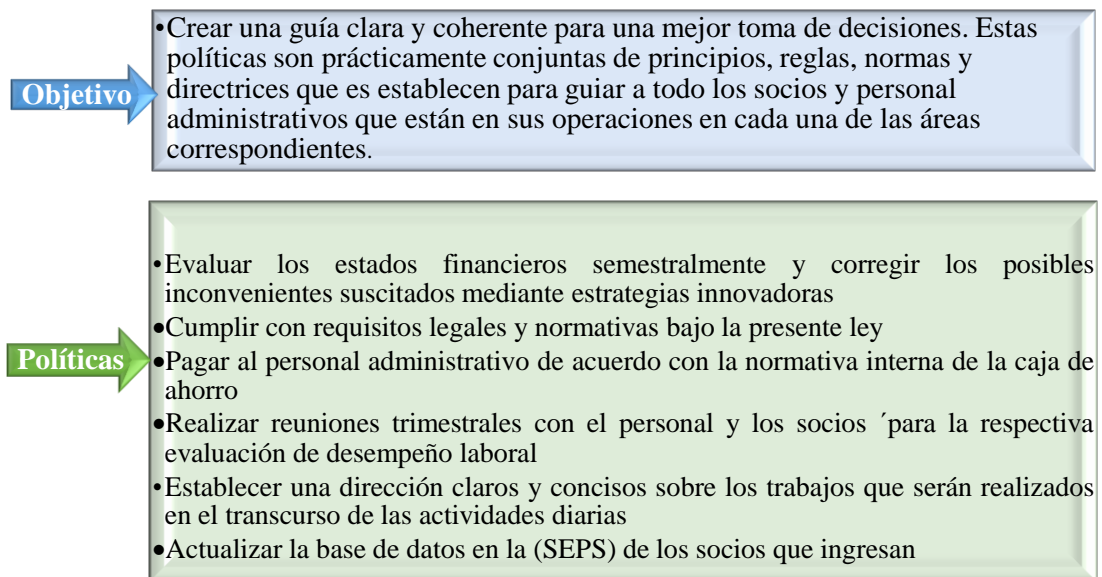 Objetivo
•Crear una guía clara y coherente para una mejor toma de decisiones. Estas
políticas son prácticamente conjuntas de principios, reglas, normas y
directrices que es establecen para guiar a todo los socios y personal
administrativos que están en sus operaciones en cada una de las áreas
correspondientes.
Políticas
•Evaluar los estados financieros semestralmente y corregir los posibles
inconvenientes suscitados mediante estrategias innovadoras
•Cumplir con requisitos legales y normativas bajo la presente ley
•Pagar al personal administrativo de acuerdo con la normativa interna de la caja de
ahorro
•Realizar reuniones trimestrales con el personal y los socios ´para la respectiva
evaluación de desempeño laboral
•Establecer una dirección claros y concisos sobre los trabajos que serán realizados
en el transcurso de las actividades diarias
•Actualizar la base de datos en la (SEPS) de los socios que ingresan